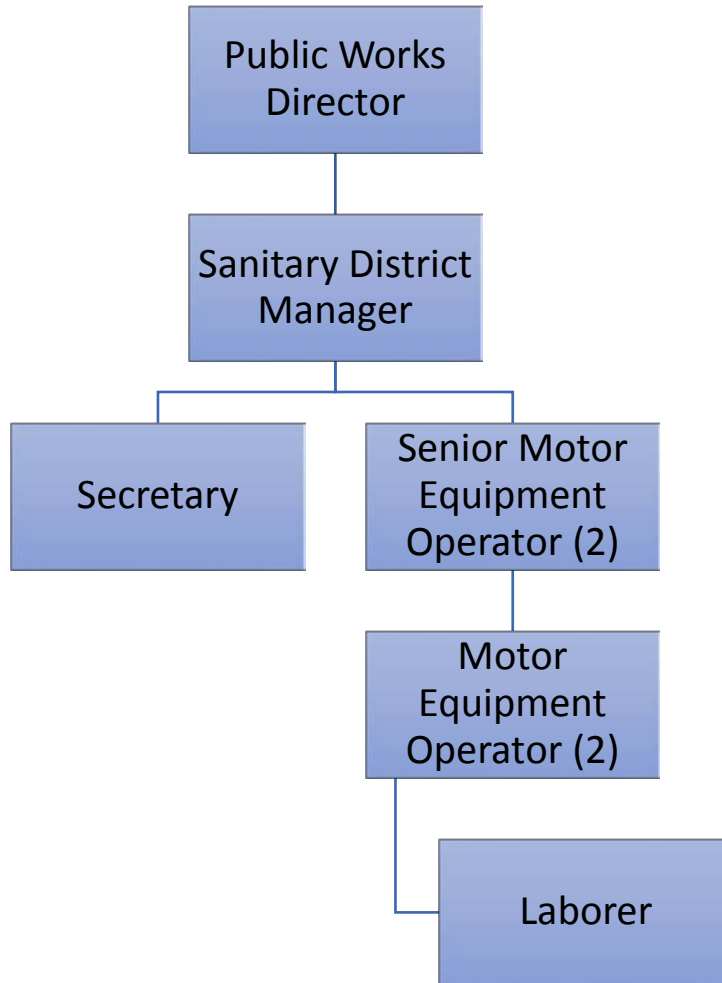 Public Works
Director
Sanitary District
Manager
Secretary
Senior Motor
Equipment
Operator (2)
Motor
Equipment
Operator (2)
Laborer